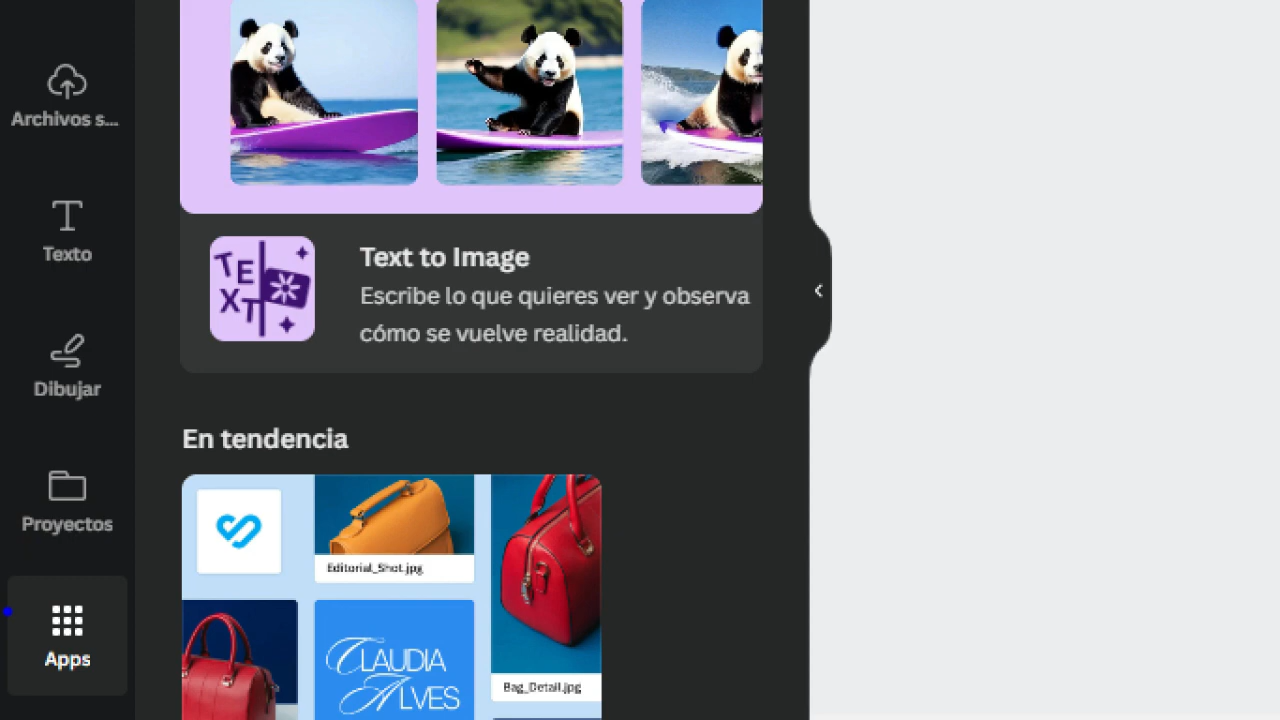 Archivos s...
Texto
Dibujar
Proyectos
Apps
TEXT
Text to Image
Escribe lo que quieres ver y observa
cómo se vuelve realidad.
En tendencia
Editorial_Shot.jpg
CLAUDIA
ALVES
Bag_Detail.jpg